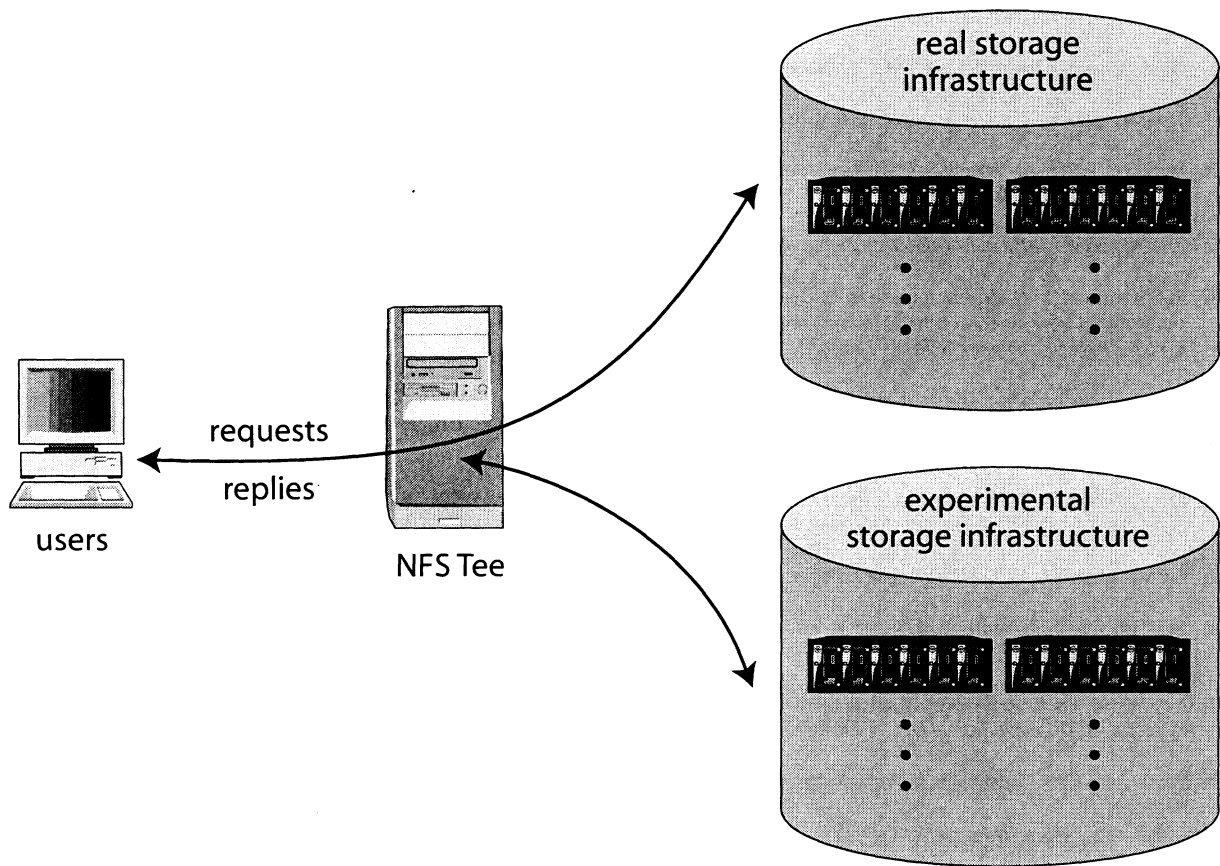 real storage
infrastructure
requests
replies
users
NFS Tee
experimental
storage infrastructure